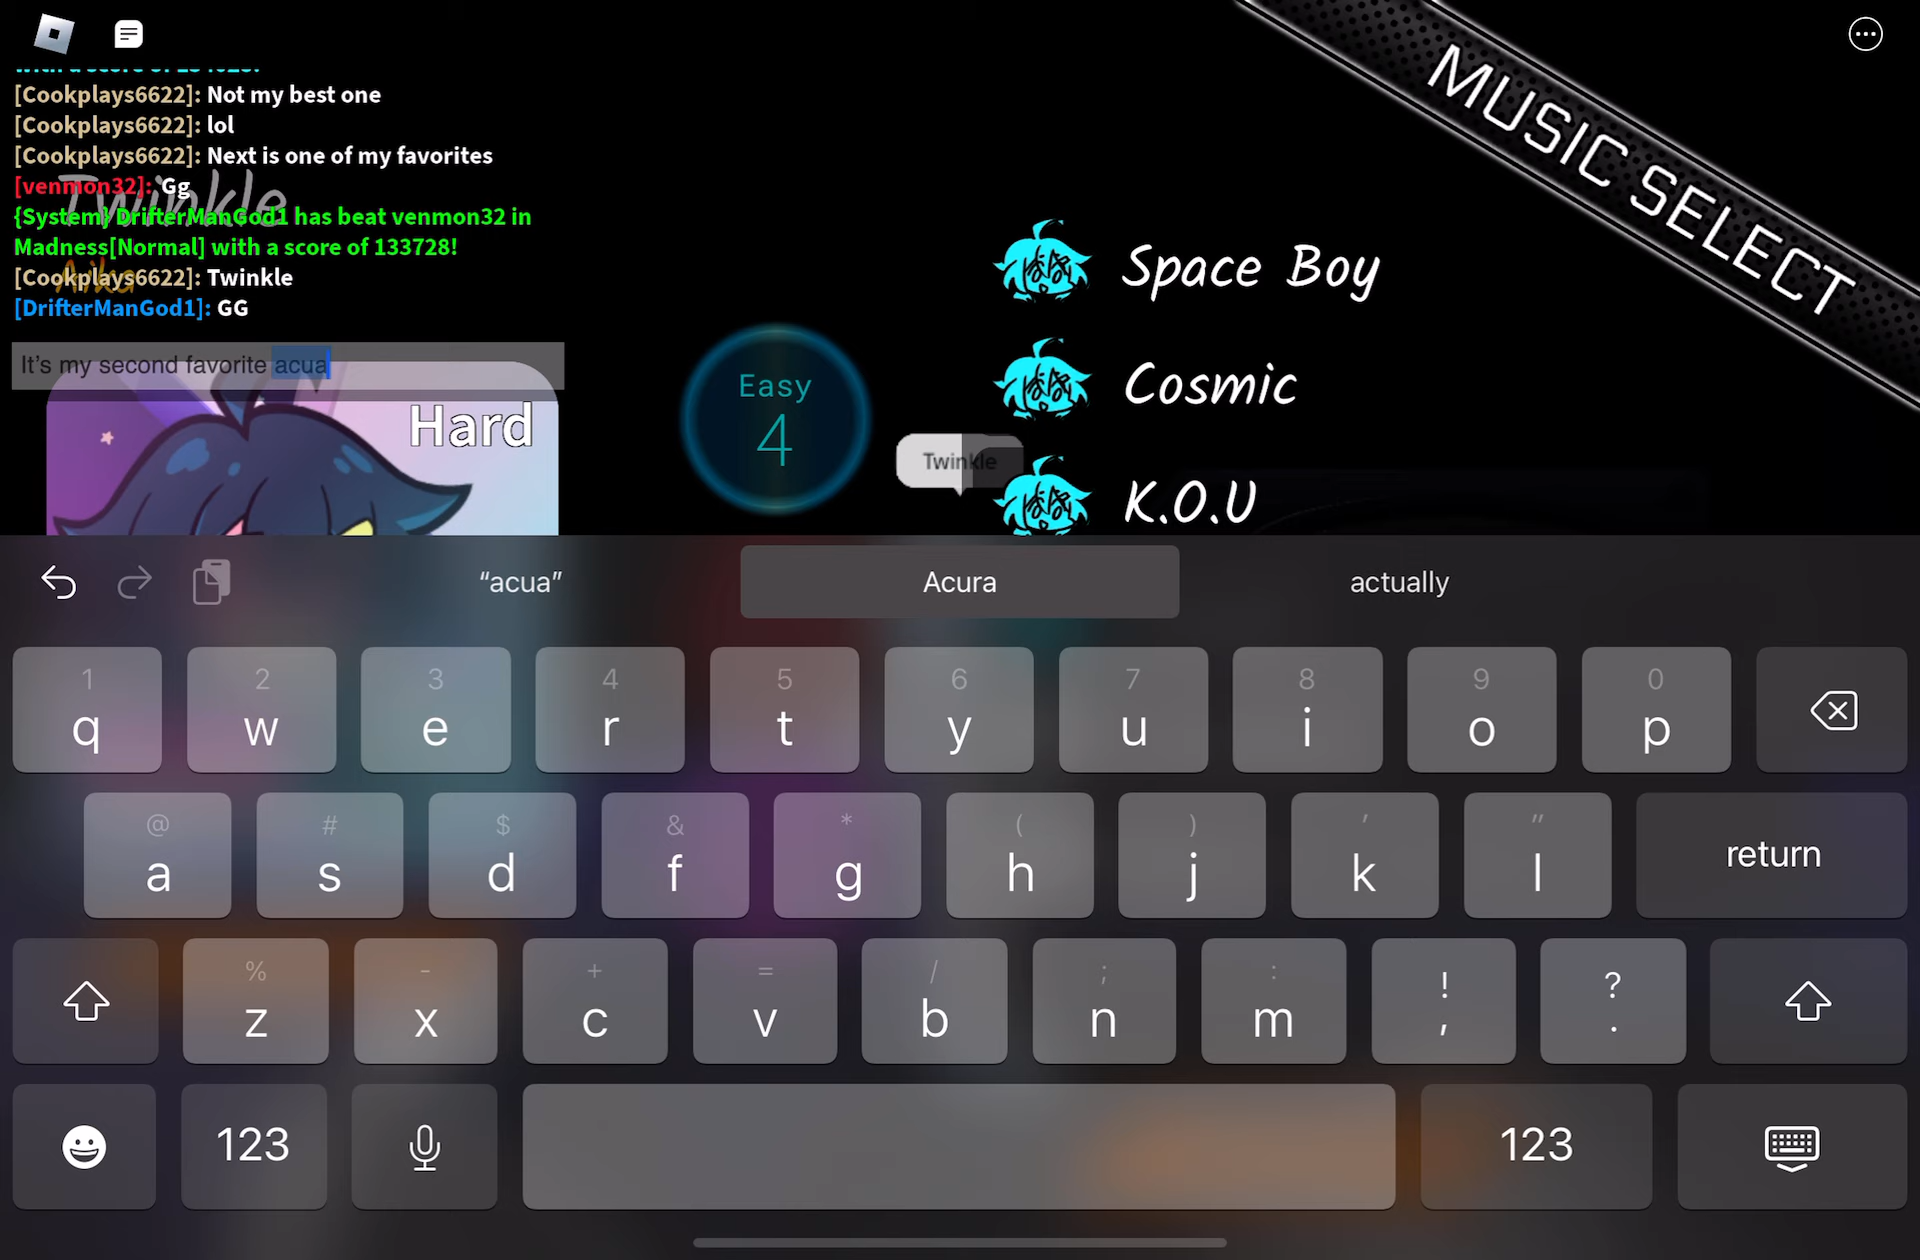 [Cookplays6622]: Not my best one
[Cookplays6622]: lol
[Cookplays6622]: Next is one of my favorites
[venmon32]: Gg
Twinkle
{System} DrifterManGod1 has beat venmon32 in
Madness[Normal] with a score of 133728!
[Cookplays6622]: Twinkle
Aika
[DrifterManGod1]: GG
It's my second favorite acua
Hard
Easy
4
Twinkle
MUSIC SELECT
Space Boy
Cosmic
K.O.U
“acua”
Acura
actually
1 2 3 4 5 6 7 8 9 0
q w e r t y u i o p
@ # $ & * ( ) ' "
a s d f g h j k l return
% - + = / ; : ! ?
z x c v b n m , .
123 123